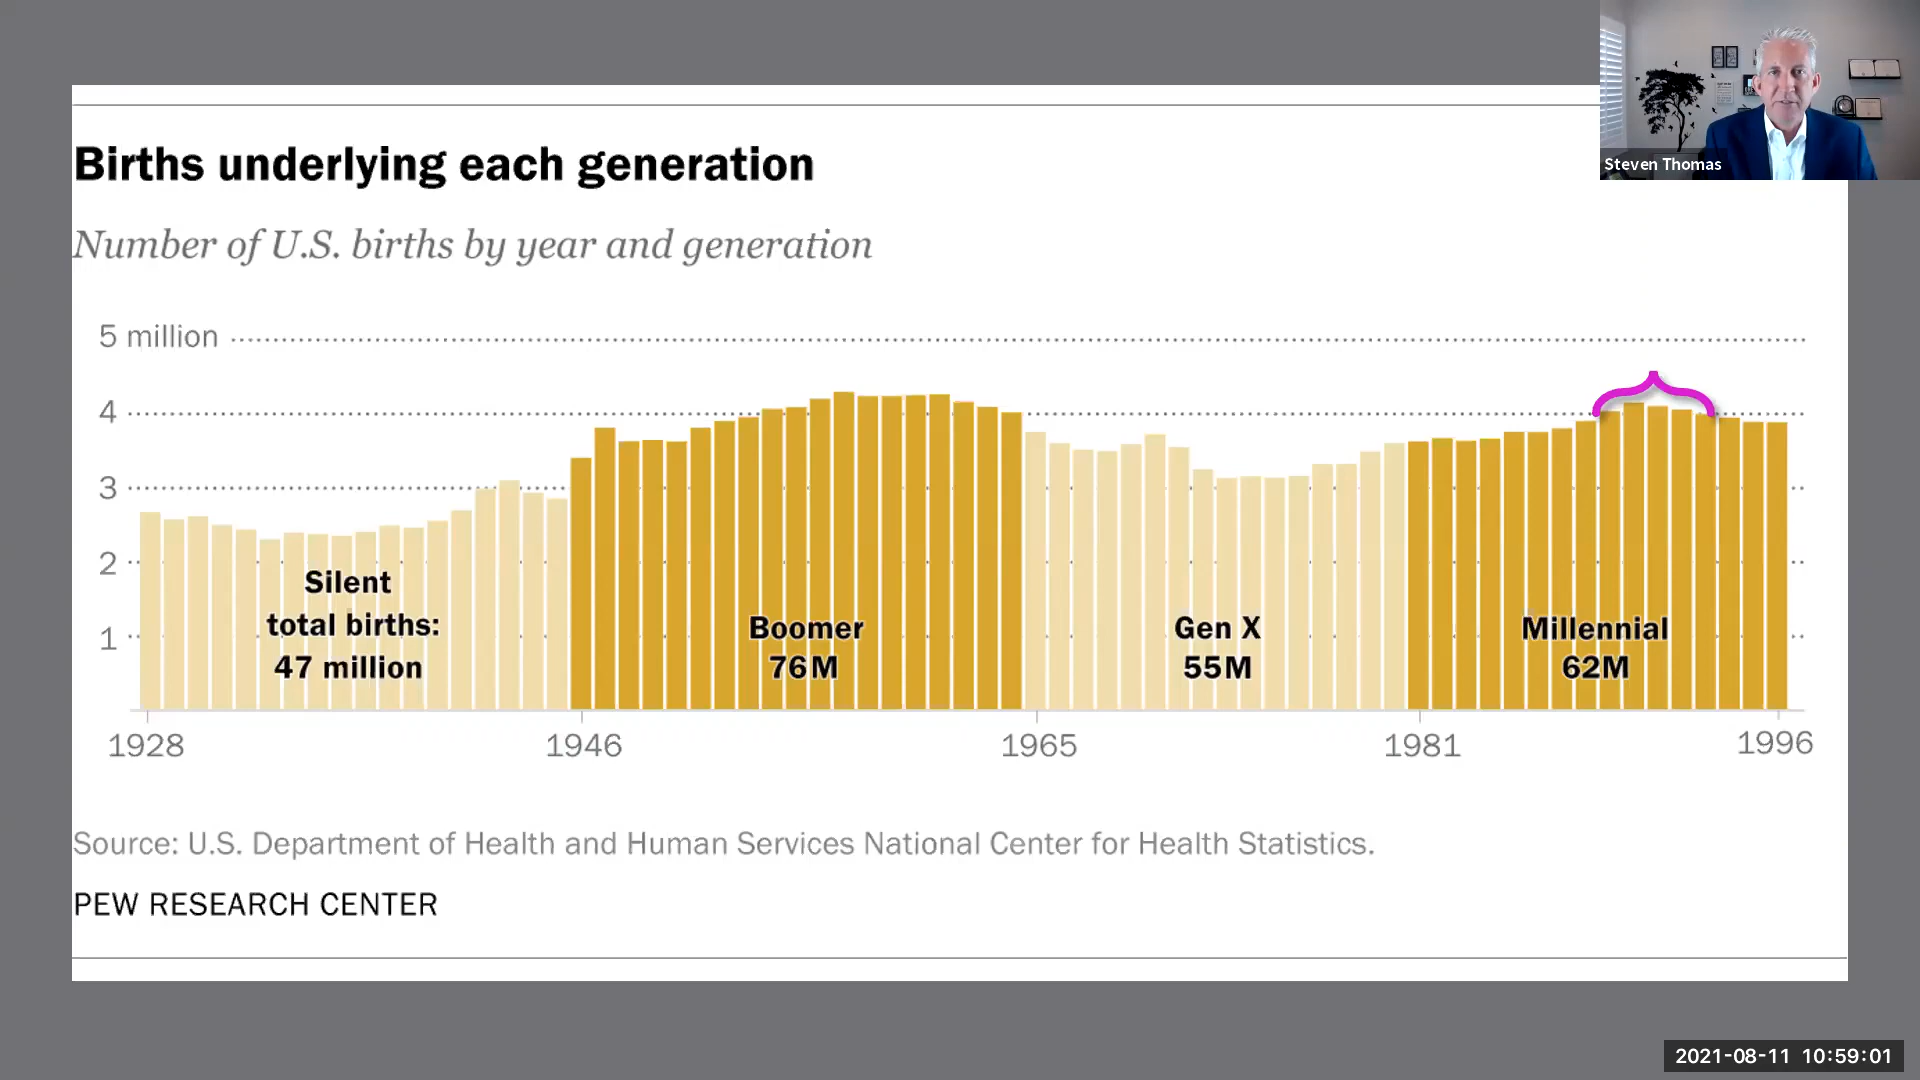 Steven Thomas
Births underlying each generation
Number of U.S. births by year and generation
5 million
4
3
2
1
Silent
total births:
47 million
Boomer
76M
Gen X
55M
Millennial
62M
1928 1946 1965 1981 1996
Source: U.S. Department of Health and Human Services National Center for Health Statistics.
PEW RESEARCH CENTER
2021-08-11 10:59:01